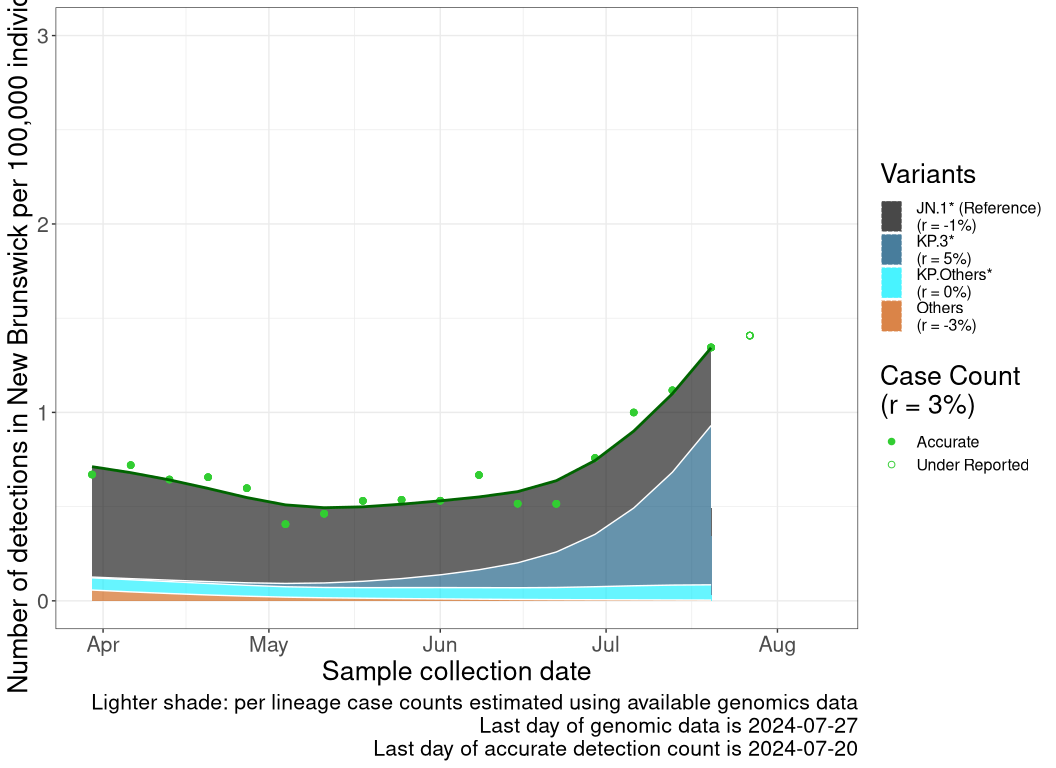 Number of detections in New Brunswick per 100,000
3
2
1
0
Apr
May
Jun
Jul
Aug
Sample collection date
Lighter shade: per lineage case counts estimated using available genomics data
Last day of genomic data is 2024-07-27
Last day of accurate detection count is 2024-07-20
Variants
JN.1* (Reference)
(r = -1%)
KP.3*
(r = 5%)
KP.Others*
(r = 0%)
Others
(r = -3%)
Case Count
(r = 3%)
Accurate
Under Reported